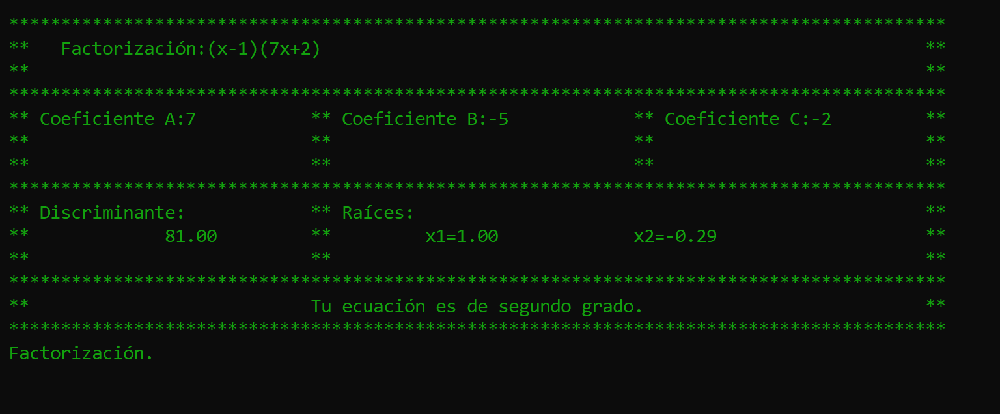 ******************************************************************************************
**   Factorización:(x-1)(7x+2)                                                          **
**                                                                                      **
******************************************************************************************
** Coeficiente A:7           ** Coeficiente B:-5            ** Coeficiente C:-2         **
**                           **                             **                          **
**                           **                             **                          **
******************************************************************************************
** Discriminante:            ** Raíces:                                                 **
**             81.00         **         x1=1.00             x2=-0.29                    **
**                           **                                                         **
******************************************************************************************
**                           Tu ecuación es de segundo grado.                           **
******************************************************************************************
Factorización.